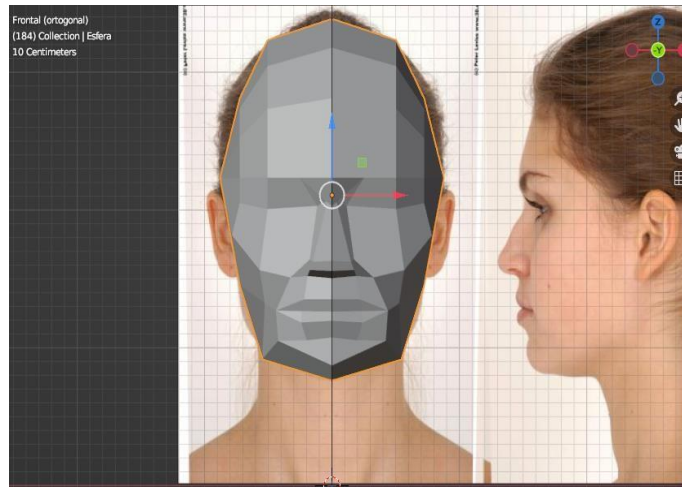 Frontal (ortogonal)
(184) Collection | Esfera
10 Centimeters
Z
-Y